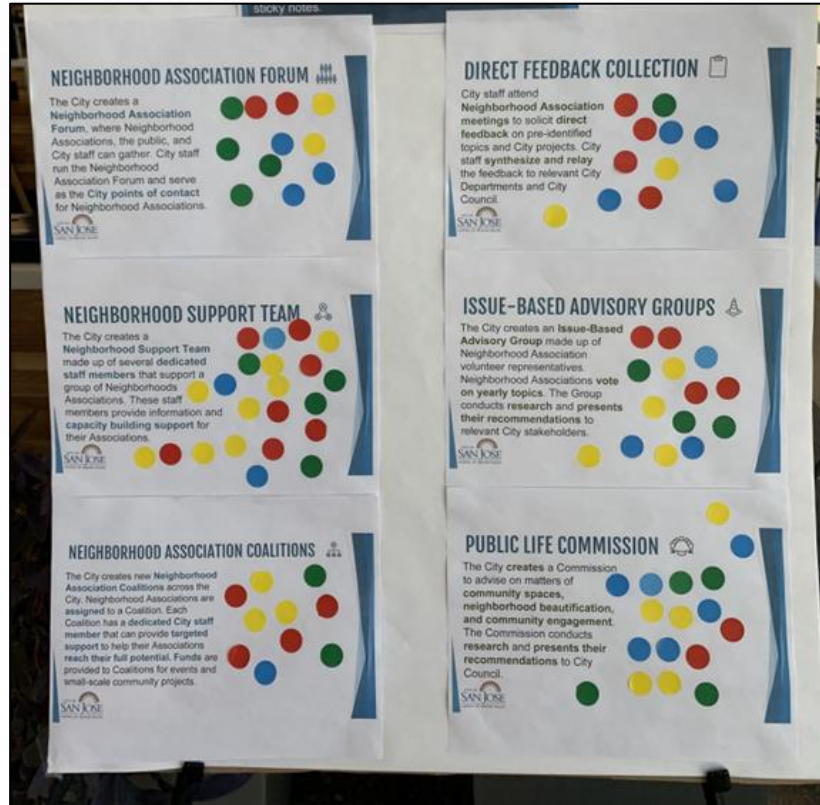 sticky notes.
NEIGHBORHOOD ASSOCIATION FORUM
The City creates a
Neighborhood Association
Forum, where Neighborhood
Associations, the public, and
City staff can gather. City staff
run the Neighborhood
Association Forum and serve
as the City points of contact
for Neighborhood Associations.
CITY OF
SAN JOSE
DIRECT FEEDBACK COLLECTION
City staff attend
Neighborhood Association
meetings to solicit direct
feedback on pre-identified
topics and City projects. City
staff synthesize and relay
the feedback to relevant City
Departments and City
Council.
CITY OF
SAN JOSE
NEIGHBORHOOD SUPPORT TEAM
The City creates a
Neighborhood Support Team
made up of several dedicated
staff members that support a
group of Neighborhoods
Associations. These staff
members provide information and
capacity building support for
their Associations.
CITY OF
SAN JOSE
ISSUE-BASED ADVISORY GROUPS
The City creates an Issue-Based
Advisory Group made up of
Neighborhood Association
volunteer representatives.
Neighborhood Associations vote
on yearly topics. The Group
conducts research and presents
their recommendations to
relevant City stakeholders.
CITY OF
SAN JOSE
NEIGHBORHOOD ASSOCIATION COALITIONS
The City creates new Neighborhood
Association Coalitions across the
City. Neighborhood Associations are
assigned to a Coalition. Each
Coalition has a dedicated City staff
member that can provide targeted
support to help their Associations
reach their full potential. Funds are
provided to Coalitions for events and
small-scale community projects.
CITY OF
SAN JOSE
PUBLIC LIFE COMMISSION
The City creates a Commission
to advise on matters of
community spaces,
neighborhood beautification,
and community engagement.
The Commission conducts
research and presents their
recommendations to City
Council.
CITY OF
SAN JOSE